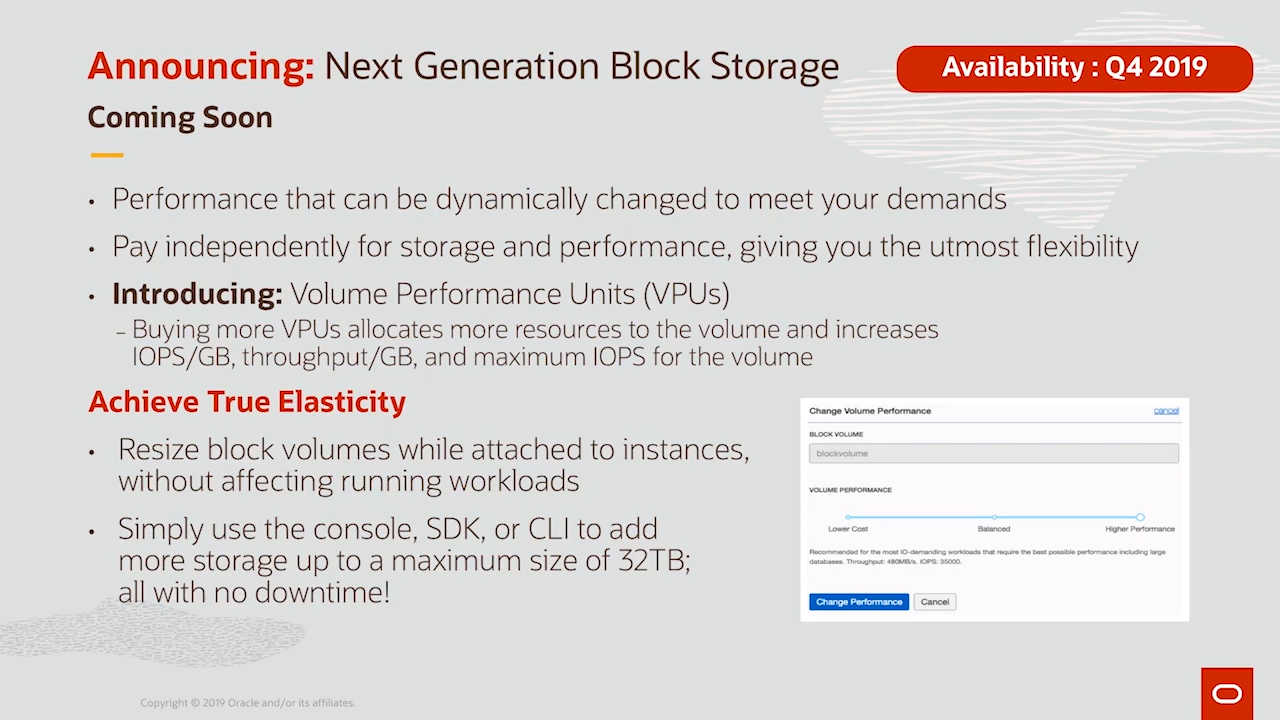 Announcing: Next Generation Block Storage
Availability : Q4 2019
Coming Soon
• Performance that can be dynamically changed to meet your demands
• Pay independently for storage and performance, giving you the utmost flexibility
• Introducing: Volume Performance Units (VPUs)
– Buying more VPUs allocates more resources to the volume and increases
IOPS/GB, throughput/GB, and maximum IOPS for the volume
Achieve True Elasticity
• Resize block volumes while attached to instances,
without affecting running workloads
• Simply use the console, SDK, or CLI to add
more storage up to a maximum size of 32TB;
all with no downtime!
Change Volume Performance
cancel
BLOCK VOLUME
blockvolume
VOLUME PERFORMANCE
Lower Cost
Balanced
Higher Performance
Recommended for the most IO-demanding workloads that require the best possible performance including large
databases. Throughput: 480MB/s. IOPS: 35000.
Change Performance
Cancel
Copyright © 2019 Oracle and/or its affiliates.